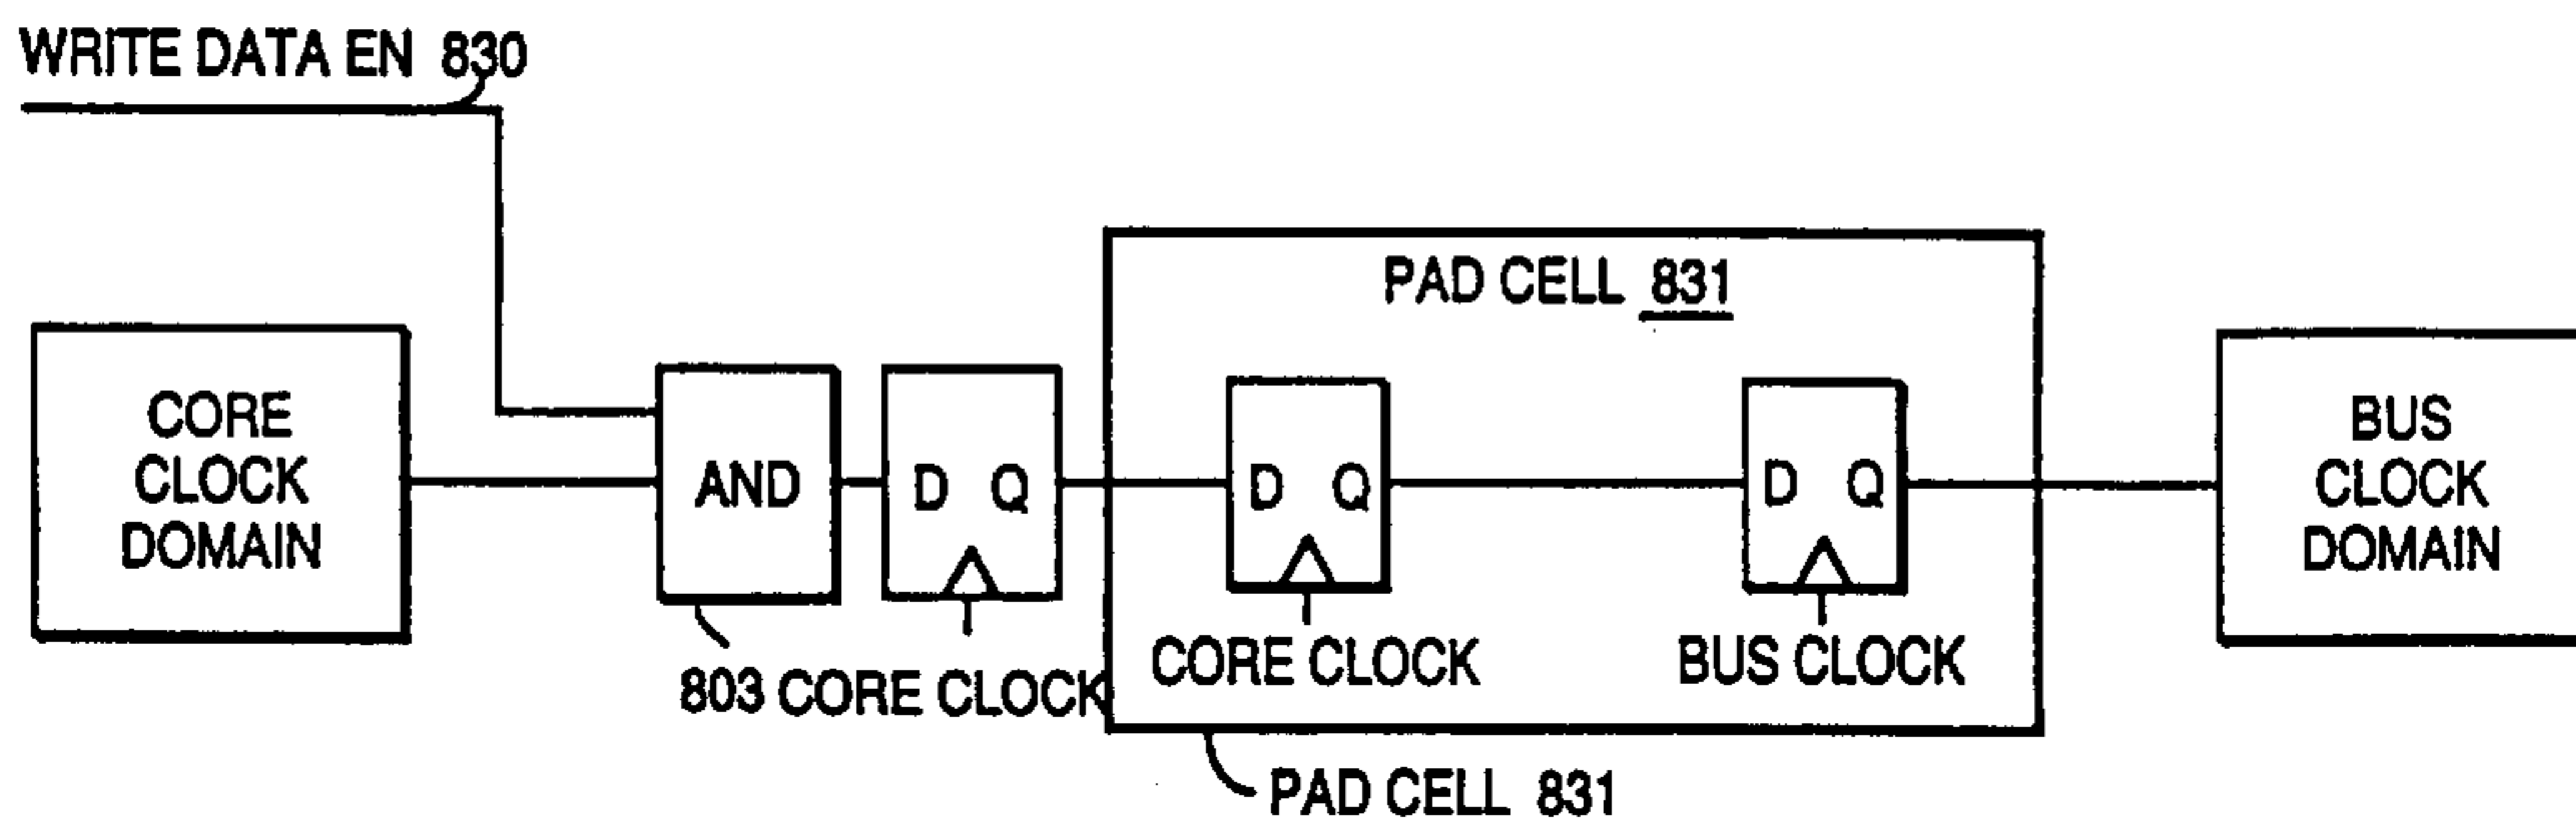 WRITE DATA EN 830
PAD CELL 831
CORE
CLOCK
DOMAIN
AND
D Q
D Q
D Q
BUS
CLOCK
DOMAIN
803 CORE CLOCK
CORE CLOCK
BUS CLOCK
PAD CELL 831